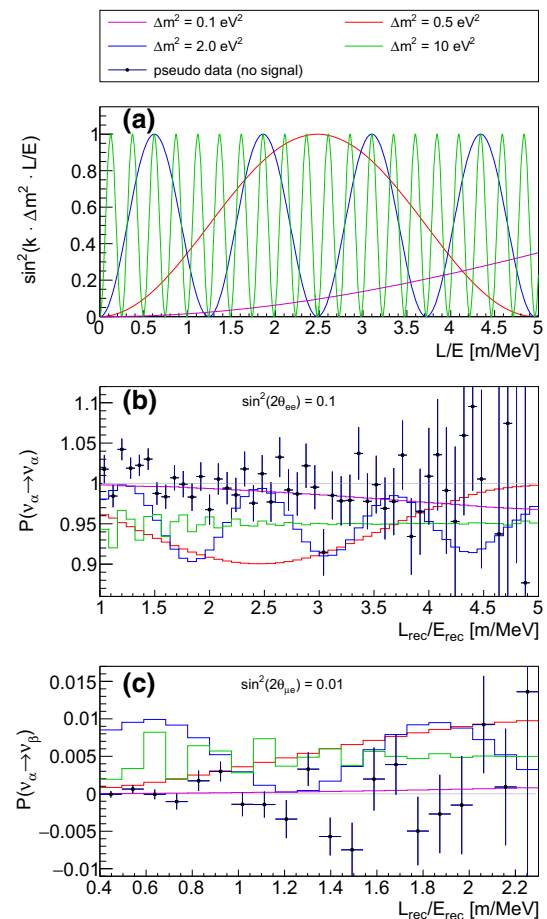 Δm² = 0.1 eV² Δm² = 0.5 eV²
Δm² = 2.0 eV² Δm² = 10 eV²
pseudo data (no signal)
(a)
sin²(k · Δm² · L/E)
1
0.8
0.6
0.4
0.2
0
0 0.5 1 1.5 2 2.5 3 3.5 4 4.5 5
L/E [m/MeV]
(b)
sin²(2θee) = 0.1
P(να→να)
1.1
1.05
1
0.95
0.9
1 1.5 2 2.5 3 3.5 4 4.5 5
Lrec/Erec [m/MeV]
(c)
sin²(2θμe) = 0.01
P(να→νβ)
0.015
0.01
0.005
0
−0.005
−0.01
0.4 0.6 0.8 1 1.2 1.4 1.6 1.8 2 2.2
Lrec/Erec [m/MeV]